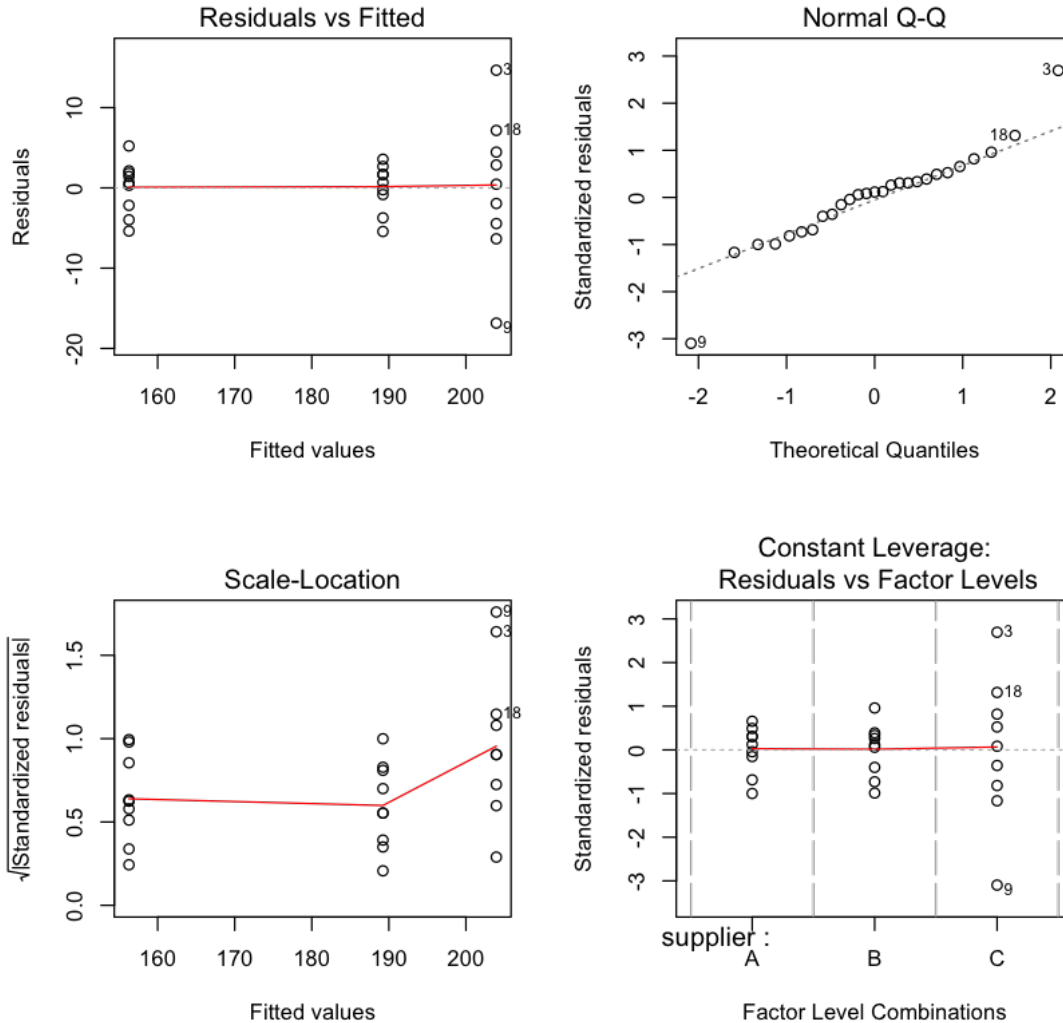 Residuals vs Fitted
Residuals
10
0
-10
-20
3
18
9
160 170 180 190 200
Fitted values
Normal Q-Q
Standardized residuals
3
2
1
0
-1
-2
-3
3
18
9
-2 -1 0 1 2
Theoretical Quantiles
Scale-Location
√|Standardized residuals|
1.5
1.0
0.5
0.0
9
3
18
160 170 180 190 200
Fitted values
Constant Leverage:
Residuals vs Factor Levels
Standardized residuals
3
2
1
0
-1
-2
-3
3
18
9
supplier :
A B C
Factor Level Combinations